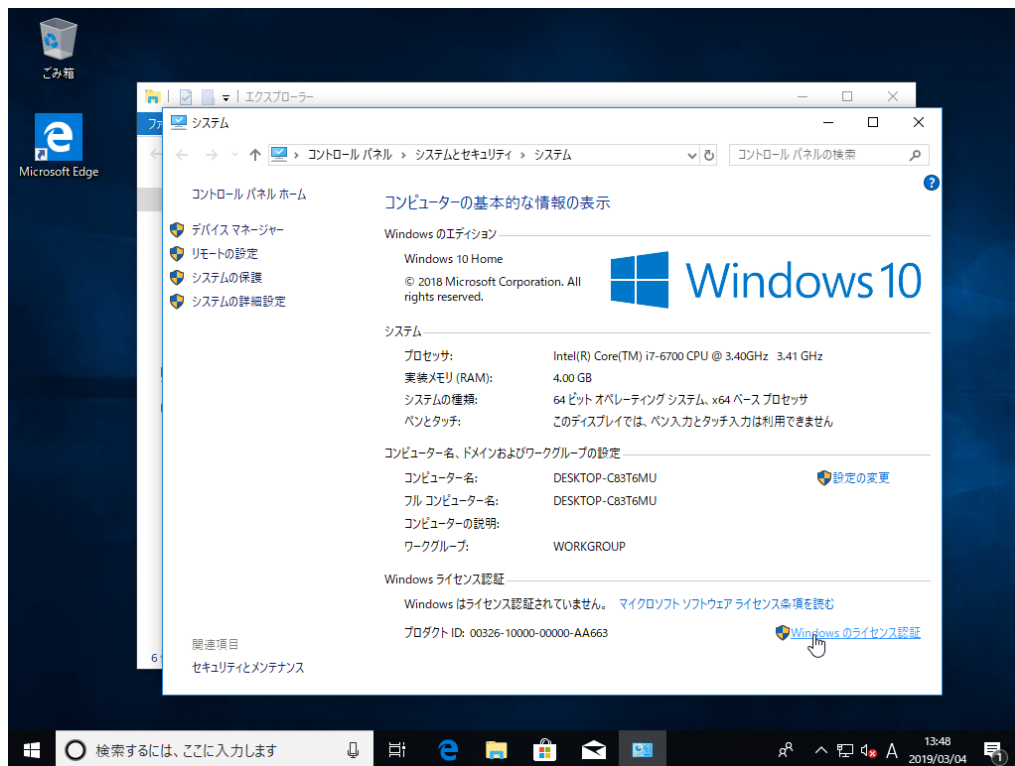 ごみ箱
Microsoft Edge
エクスプローラー
システム
コントロール パネル › システムとセキュリティ › システム
コントロール パネルの検索
コントロール パネル ホーム
デバイス マネージャー
リモートの設定
システムの保護
システムの詳細設定
コンピューターの基本的な情報の表示
Windows のエディション
Windows 10 Home
© 2018 Microsoft Corporation. All
rights reserved.
Windows 10
システム
プロセッサ: Intel(R) Core(TM) i7-6700 CPU @ 3.40GHz 3.41 GHz
実装メモリ (RAM): 4.00 GB
システムの種類: 64 ビット オペレーティング システム、x64 ベース プロセッサ
ペンとタッチ: このディスプレイでは、ペン入力とタッチ入力は利用できません
コンピューター名、ドメインおよびワークグループの設定
コンピューター名: DESKTOP-C83T6MU
設定の変更
フル コンピューター名: DESKTOP-C83T6MU
コンピューターの説明:
ワークグループ: WORKGROUP
Windows ライセンス認証
Windows はライセンス認証されていません。 マイクロソフト ソフトウェア ライセンス条項を読む
プロダクト ID: 00326-10000-00000-AA663
Windows のライセンス認証
関連項目
セキュリティとメンテナンス
6
検索するには、ここに入力します
A
13:48
2019/03/04
1